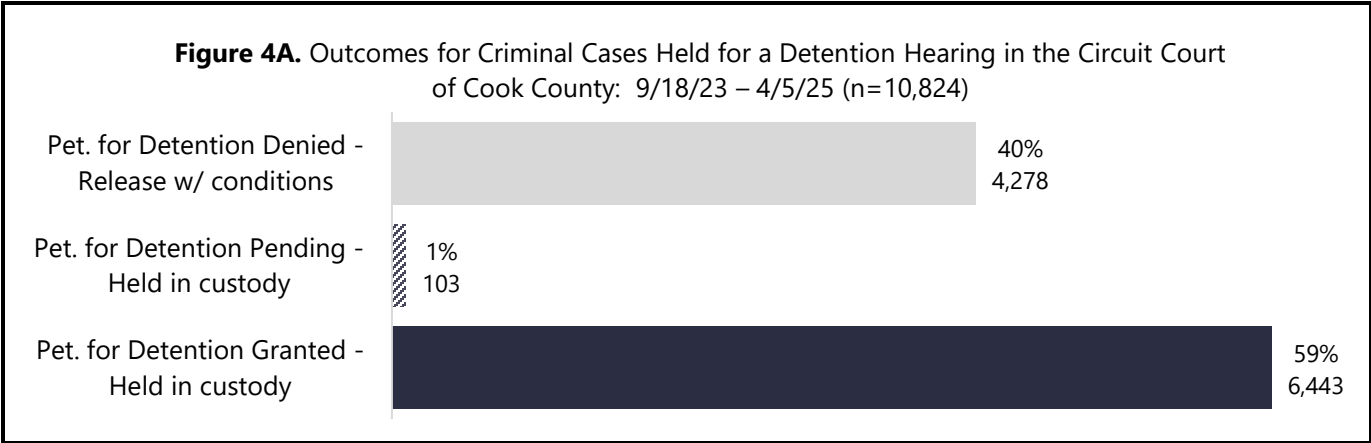 Figure 4A. Outcomes for Criminal Cases Held for a Detention Hearing in the Circuit Court
of Cook County:  9/18/23 – 4/5/25 (n=10,824)
Pet. for Detention Denied -
Release w/ conditions
40%
4,278
Pet. for Detention Pending -
Held in custody
1%
103
Pet. for Detention Granted -
Held in custody
59%
6,443